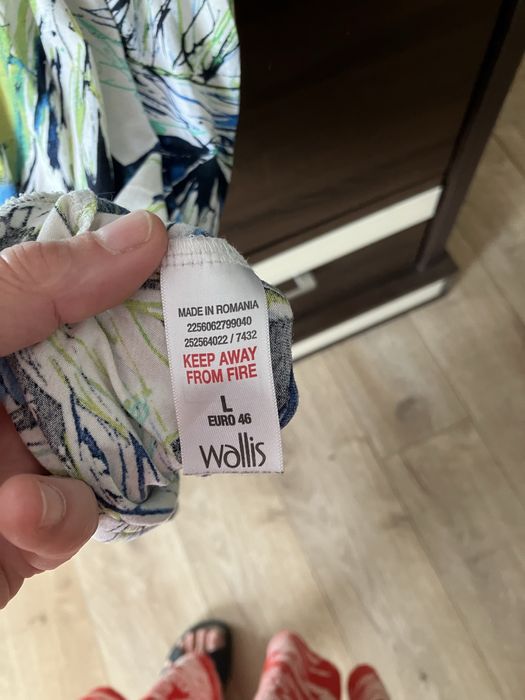 MADE IN ROMANIA
2256062799040
252564022 / 7432
KEEP AWAY
FROM FIRE
L
EURO 46
wallis